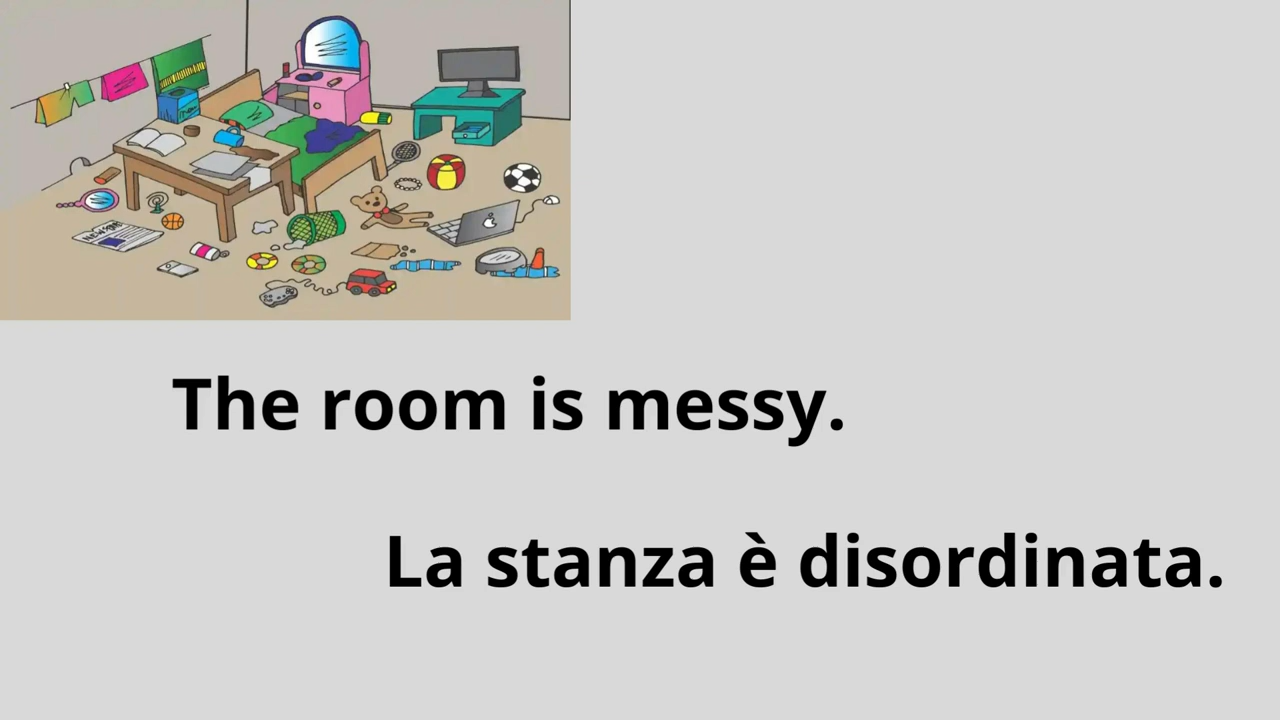 The room is messy.
La stanza è disordinata.